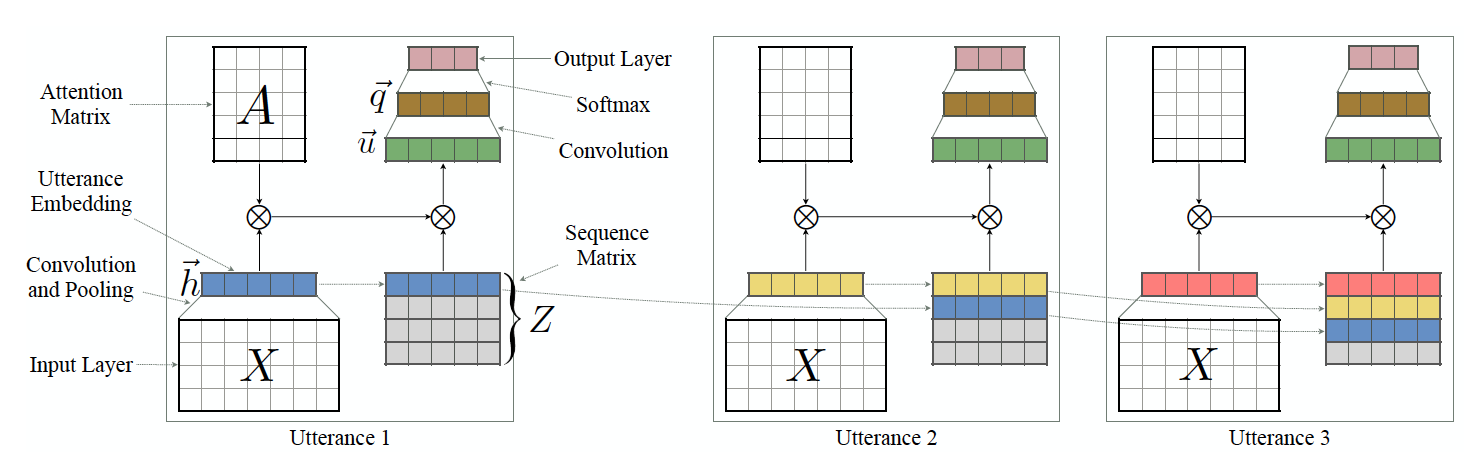 Output Layer
Attention
Matrix
A
q⃗
Softmax
u⃗
Convolution
Utterance
Embedding
Sequence
Matrix
Convolution
and Pooling
h⃗
Z
Input Layer
X
X
X
Utterance 1
Utterance 2
Utterance 3